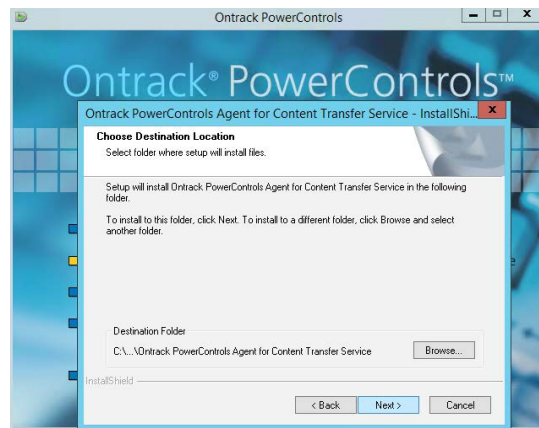 Ontrack PowerControls
Ontrack® PowerControls™
Ontrack PowerControls Agent for Content Transfer Service - InstallShi...
Choose Destination Location
Select folder where setup will install files.
Setup will install Ontrack PowerControls Agent for Content Transfer Service in the following
folder.
To install to this folder, click Next. To install to a different folder, click Browse and select
another folder.
Destination Folder
C:\...\Ontrack PowerControls Agent for Content Transfer Service
Browse...
InstallShield
< Back
Next >
Cancel